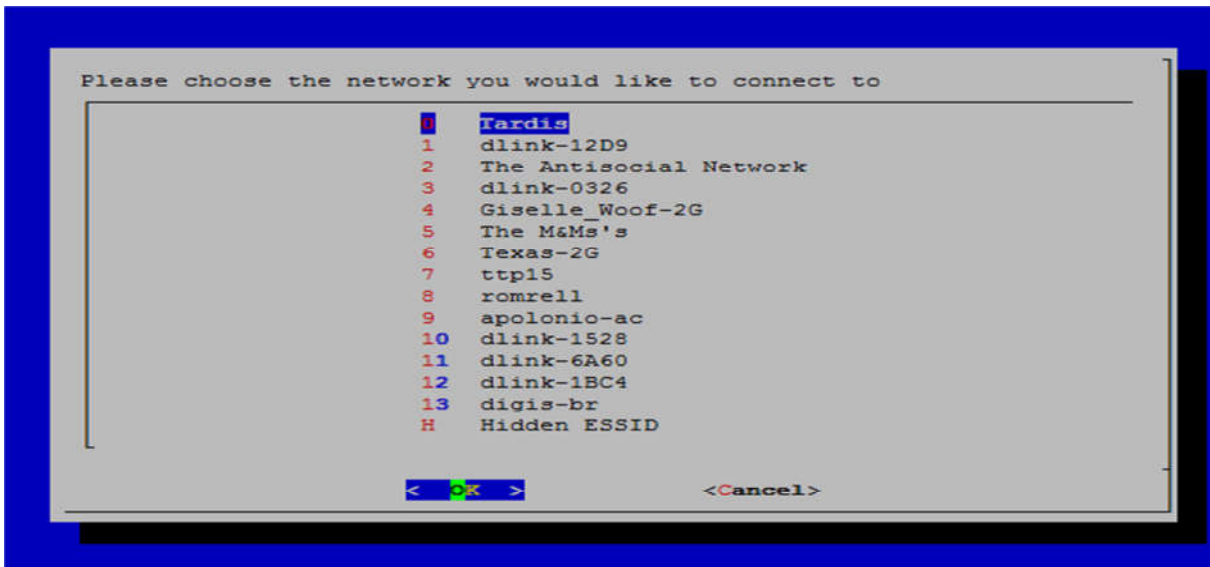 Please choose the network you would like to connect to
0 Tardis
1 dlink-12D9
2 The Antisocial Network
3 dlink-0326
4 Giselle_Woof-2G
5 The M&Ms's
6 Texas-2G
7 ttp15
8 romrell
9 apolonio-ac
10 dlink-1528
11 dlink-6A60
12 dlink-1BC4
13 digis-br
H Hidden ESSID
< OK > <Cancel>